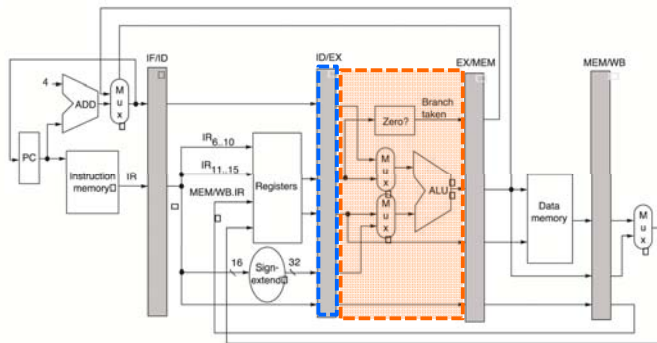 IF/ID
ID/EX
EX/MEM
MEM/WB
4
ADD
M
u
x
Branch
taken
Zero?
IR6..10
IR11..15
MEM/WB.IR
PC
Instruction
memory
IR
Registers
M
u
x
M
u
x
ALU
Data
memory
M
u
x
16
Sign-
extend
32